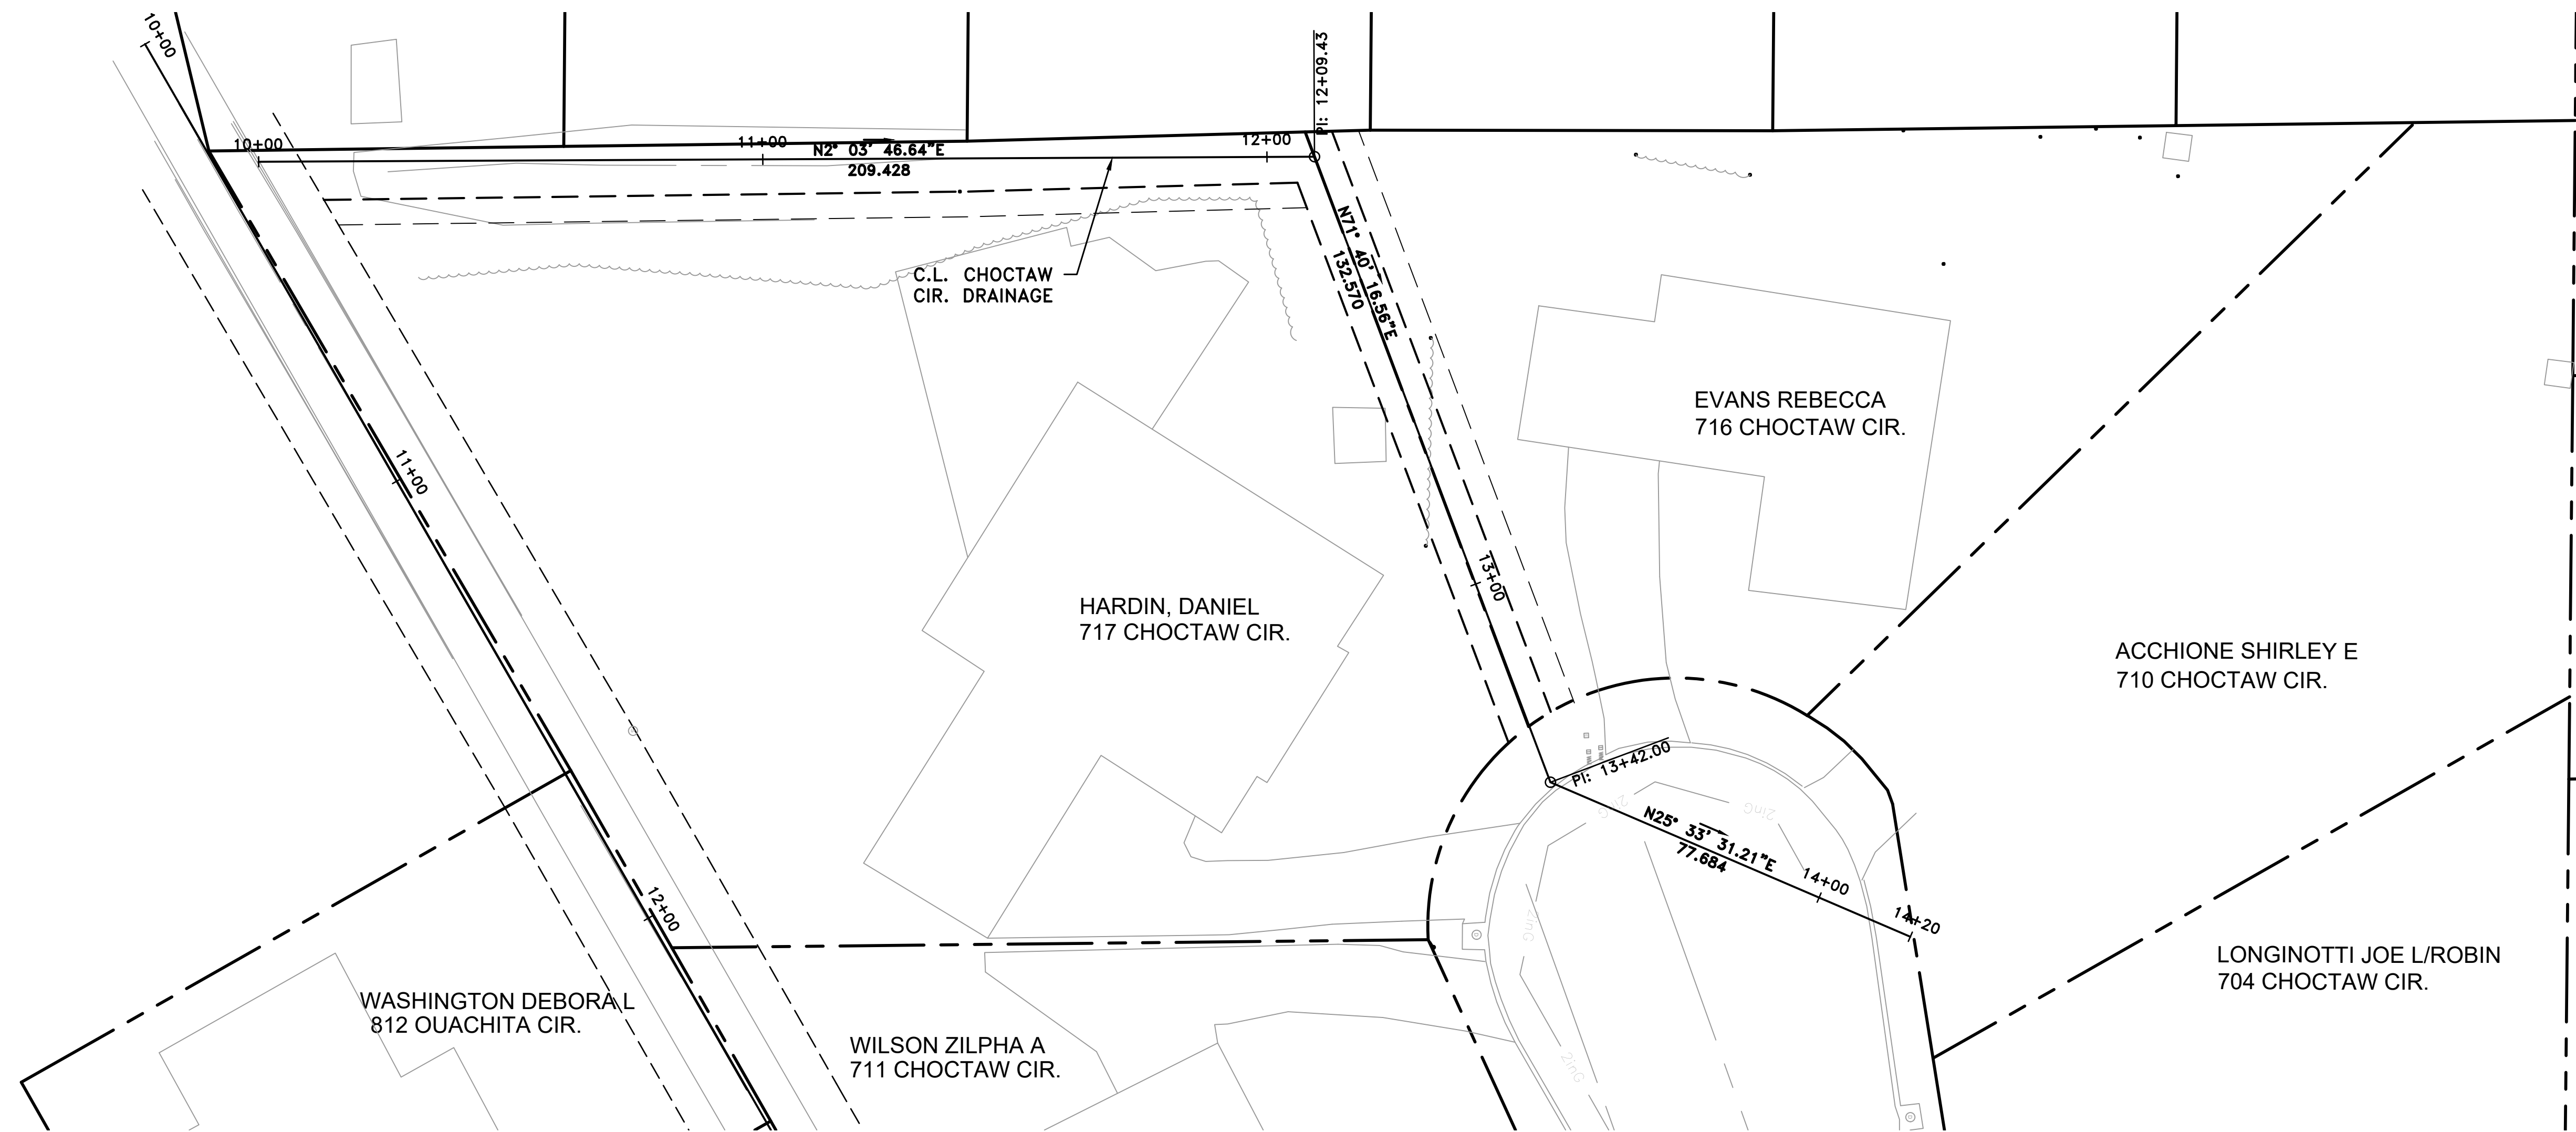 10+00
PI: 12+09.43
10+00
11+00
12+00
N2° 03' 46.64"E
209.428
C.L. CHOCTAW
CIR. DRAINAGE
N71° 40' 16.56"E
132.570
EVANS REBECCA
716 CHOCTAW CIR.
11+00
13+00
HARDIN, DANIEL
717 CHOCTAW CIR.
ACCHIONE SHIRLEY E
710 CHOCTAW CIR.
PI: 13+42.00
2inG
2inG
N25° 33' 31.21"E
77.684
14+00
14+20
12+00
2inG
LONGINOTTI JOE L/ROBIN
704 CHOCTAW CIR.
WASHINGTON DEBORA L
812 OUACHITA CIR.
WILSON ZILPHA A
711 CHOCTAW CIR.
2inG